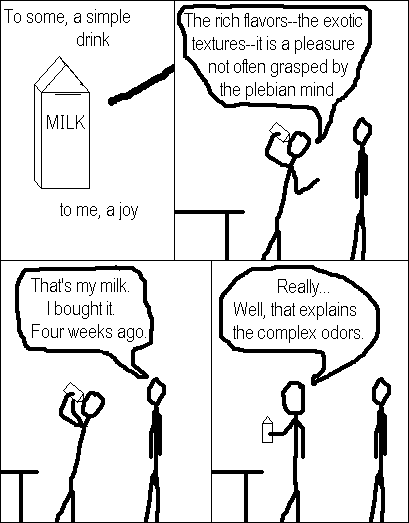 To some, a simple
drink
MILK
to me, a joy
The rich flavors--the exotic
textures--it is a pleasure
not often grasped by
the plebian mind
That's my milk.
I bought it.
Four weeks ago.
Really...
Well, that explains
the complex odors.